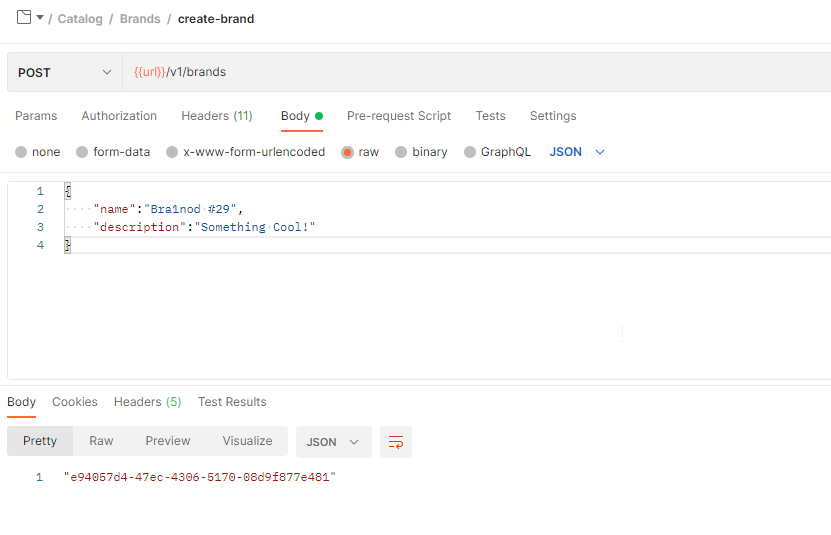 / Catalog / Brands / create-brand
POST {{url}}/v1/brands
Params Authorization Headers (11) Body Pre-request Script Tests Settings
none form-data x-www-form-urlencoded raw binary GraphQL JSON
1 {
2 ····"name":"Bra1nod·#29",
3 ····"description":"Something·Cool!"
4 }
Body Cookies Headers (5) Test Results
Pretty Raw Preview Visualize JSON
1 "e94057d4-47ec-4306-5170-08d9f877e481"